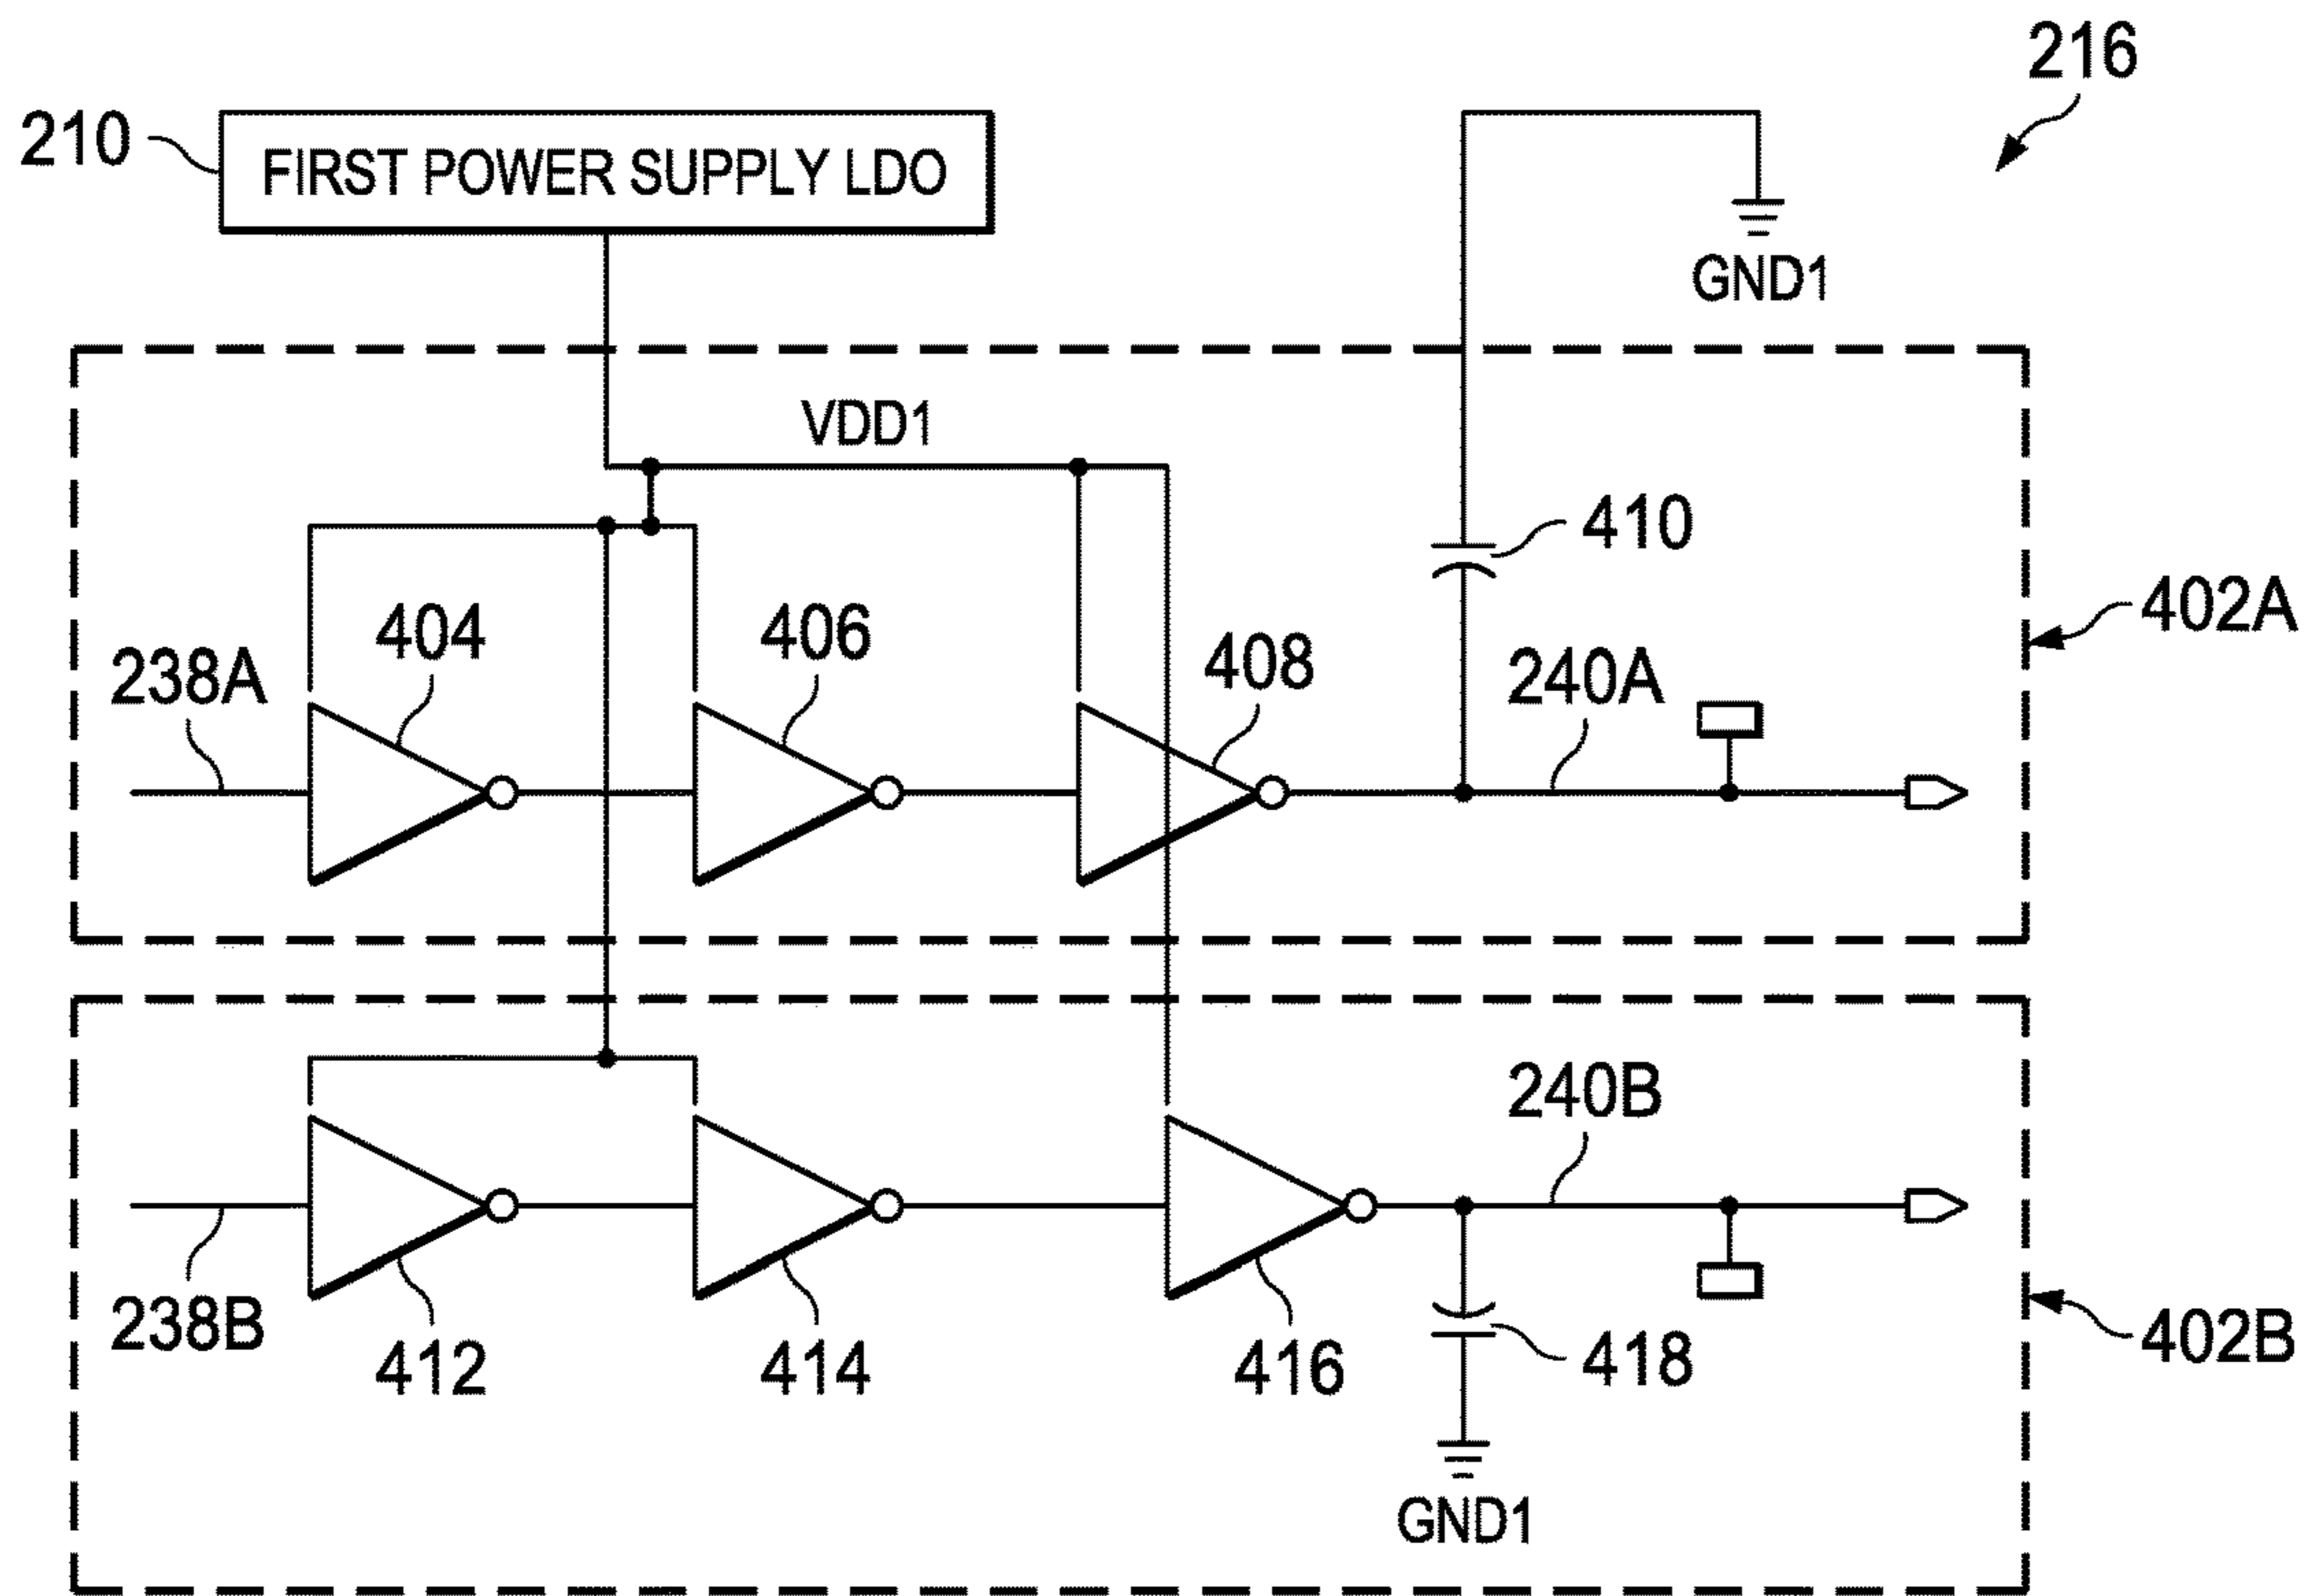 216
210
FIRST POWER SUPPLY LDO
GND1
VDD1
410
402A
404
406
408
238A
240A
240B
238B
412
414
416
418
402B
GND1